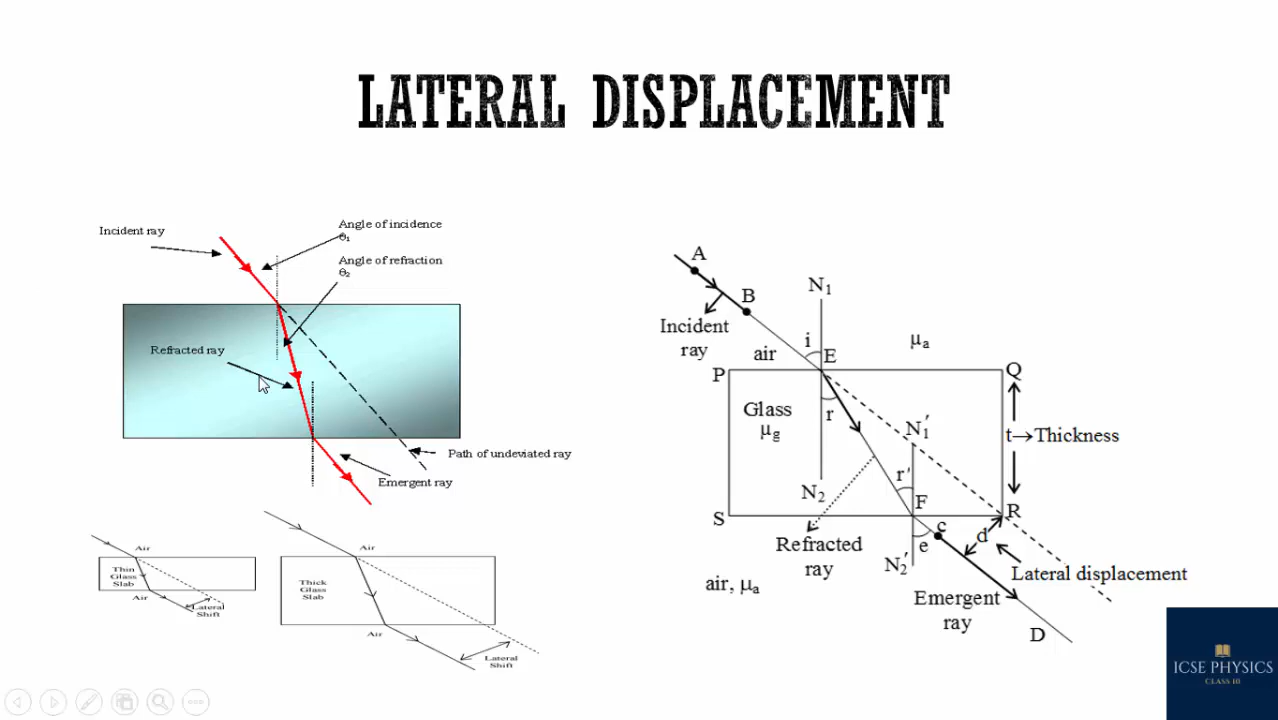 LATERAL DISPLACEMENT
Incident ray
Angle of incidence
θ1
Angle of refraction
θ2
Refracted ray
Path of undeviated ray
Emergent ray
Air
Thin
Glass
Slab
Air
Lateral
Shift
Air
Thick
Glass
Slab
Air
Lateral
Shift
A
B
N1
Incident
ray
air
i
E
μa
P
Q
Glass
μg
r
N1′
t→Thickness
r′
N2
S
F
R
c
d
e
Refracted
ray
N2′
Lateral displacement
air, μa
Emergent
ray
D
ICSE PHYSICS
CLASS 10